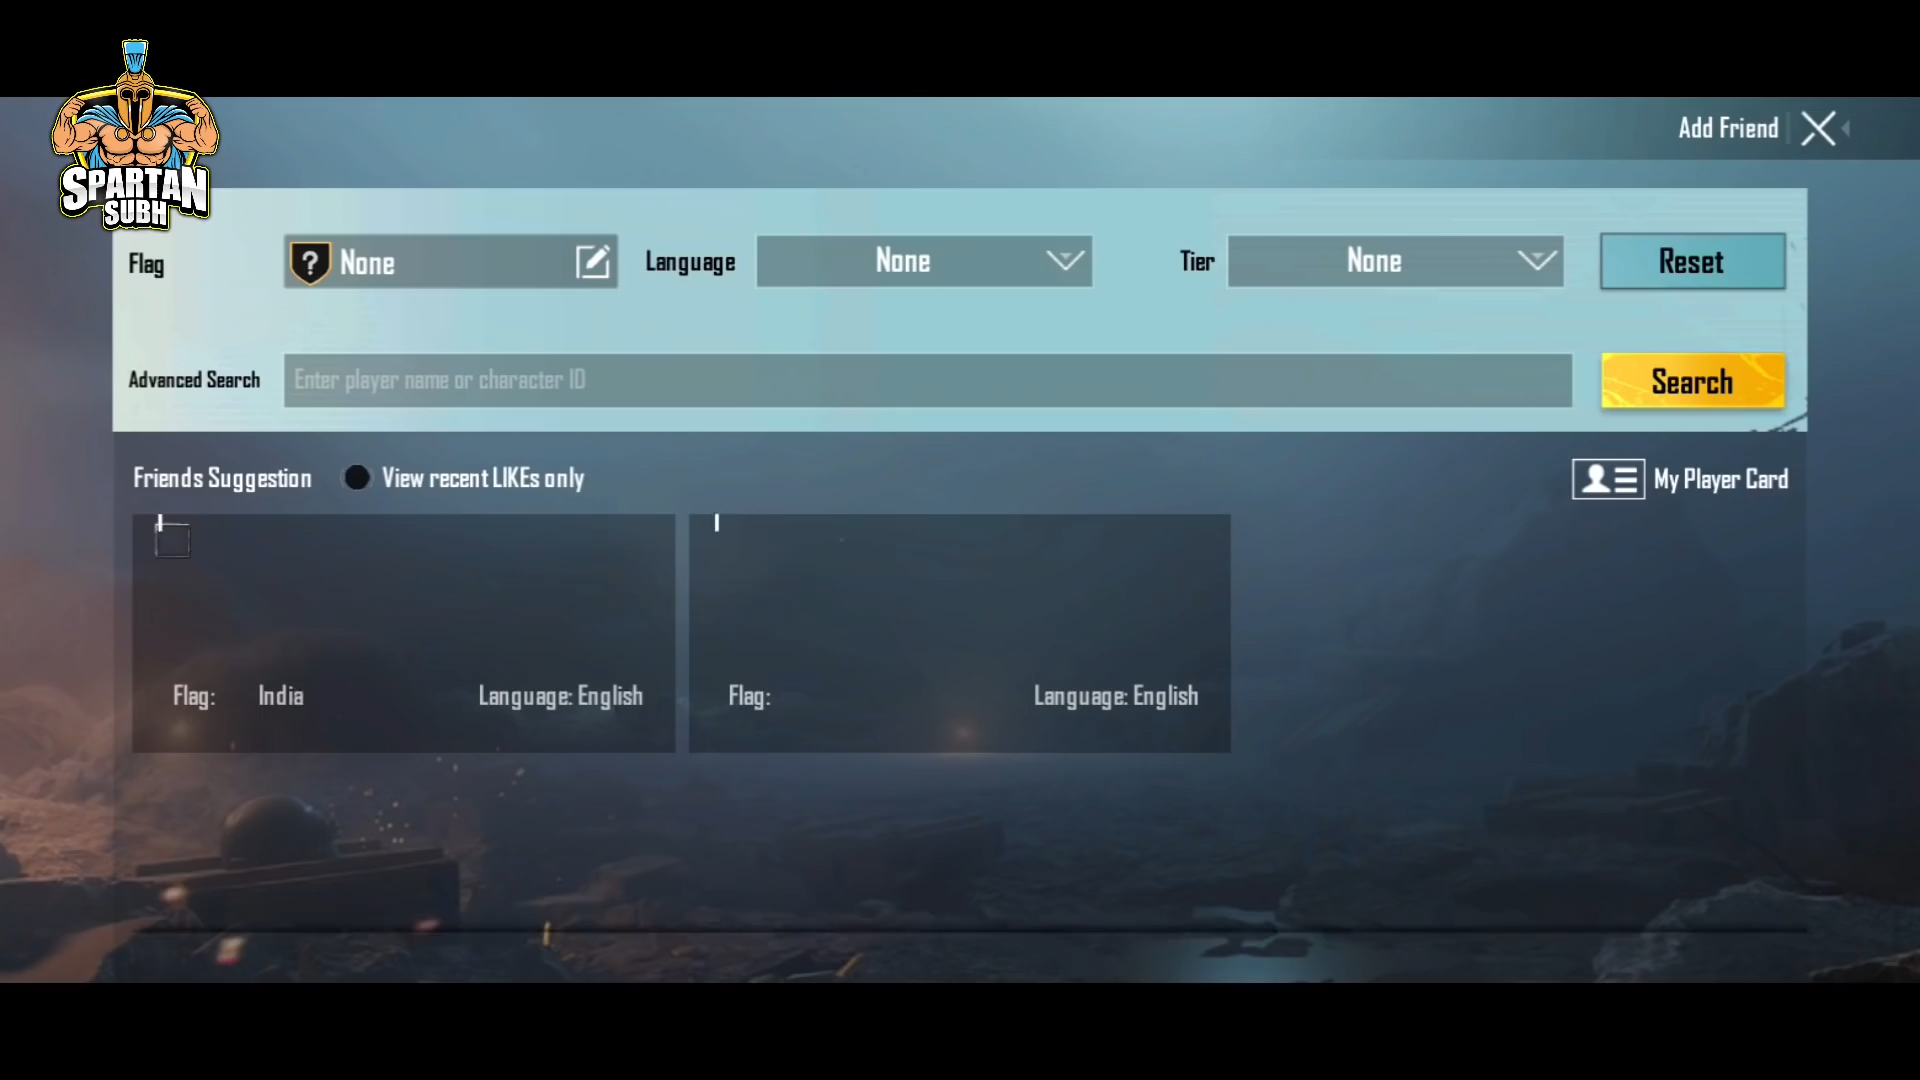 SPARTAN
SUBH
Add Friend
Flag
None
Language
None
Tier
None
Reset
Advanced Search
Enter player name or character ID
Search
Friends Suggestion
View recent LIKEs only
My Player Card
Flag: India
Language: English
Flag:
Language: English